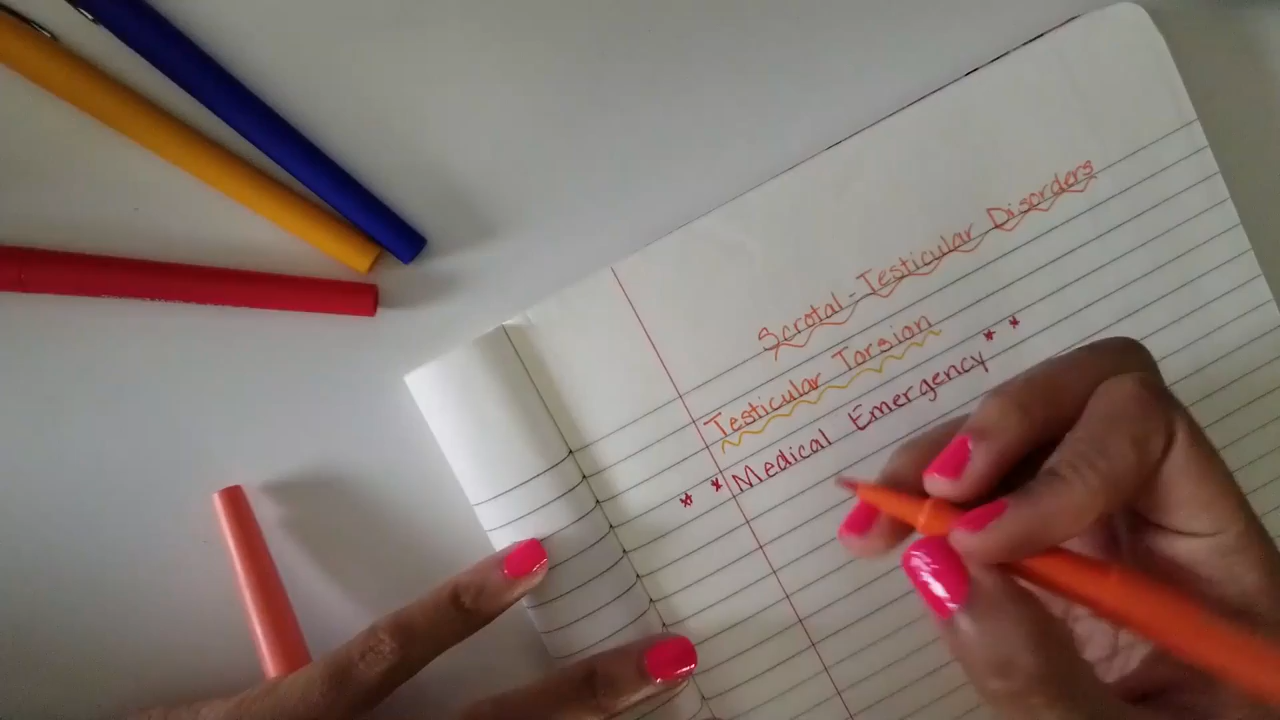 Scrotal-Testicular Disorders
Testicular Torsion
* *Medical Emergency* *